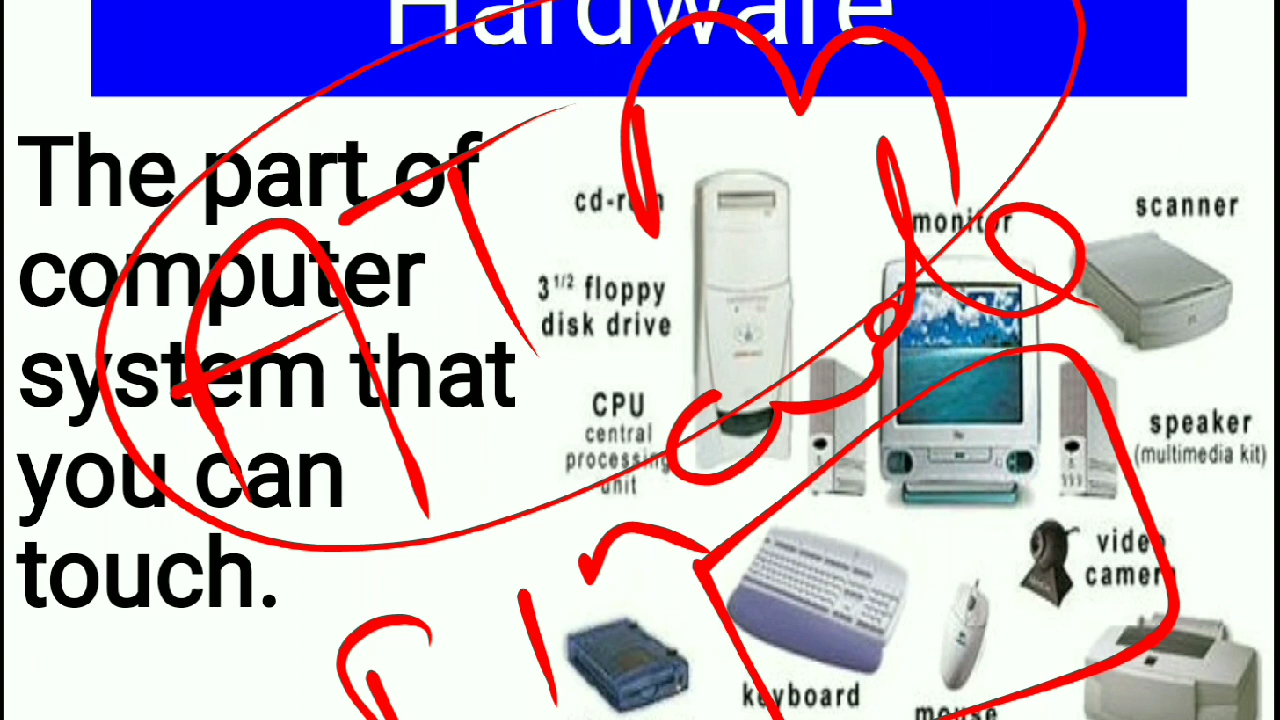 Hardware
The part of
computer
system that
you can
touch.
cd-rom
monitor
scanner
3 1/2 floppy
disk drive
CPU
central
processing
unit
speaker
(multimedia kit)
video
camera
keyboard
mouse